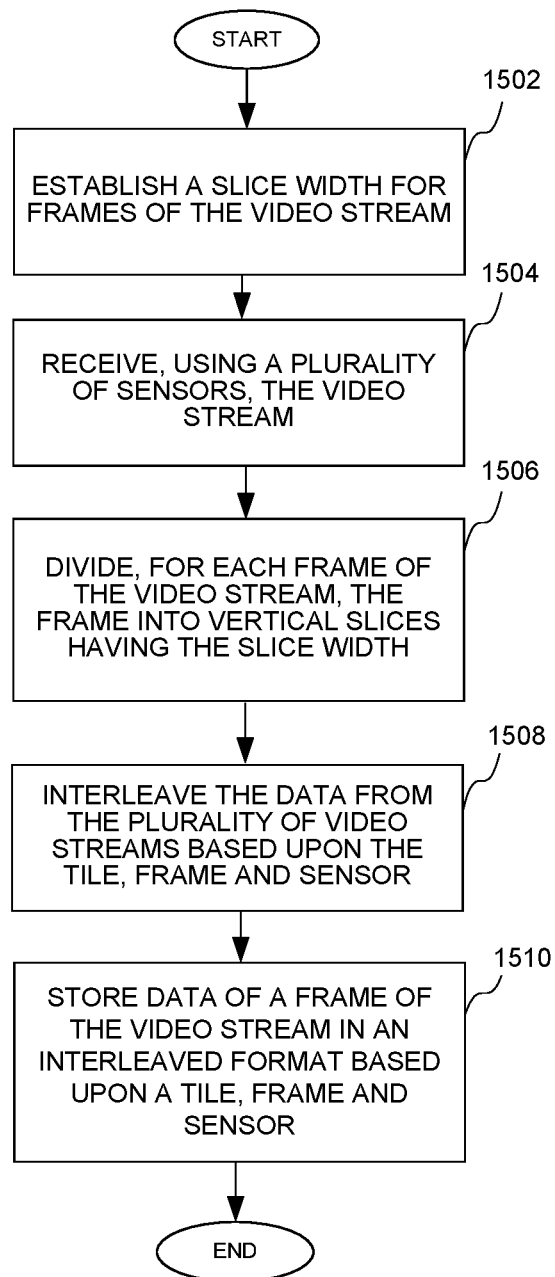 START
1502
ESTABLISH A SLICE WIDTH FOR
FRAMES OF THE VIDEO STREAM
1504
RECEIVE, USING A PLURALITY
OF SENSORS, THE VIDEO
STREAM
1506
DIVIDE, FOR EACH FRAME OF
THE VIDEO STREAM, THE
FRAME INTO VERTICAL SLICES
HAVING THE SLICE WIDTH
1508
INTERLEAVE THE DATA FROM
THE PLURALITY OF VIDEO
STREAMS BASED UPON THE
TILE, FRAME AND SENSOR
1510
STORE DATA OF A FRAME OF
THE VIDEO STREAM IN AN
INTERLEAVED FORMAT BASED
UPON A TILE, FRAME AND
SENSOR
END